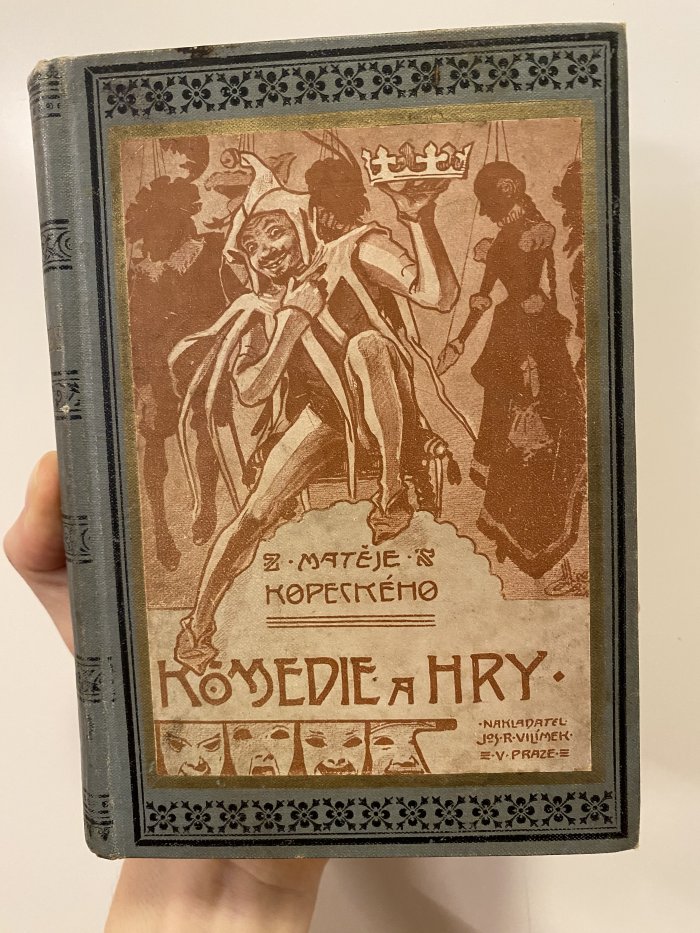 MATĚJE
KOPECKÉHO
KOMEDIE A HRY.
·NAKLADATEL
JOS·R·VILÍMEK·
·V· PRAZE·